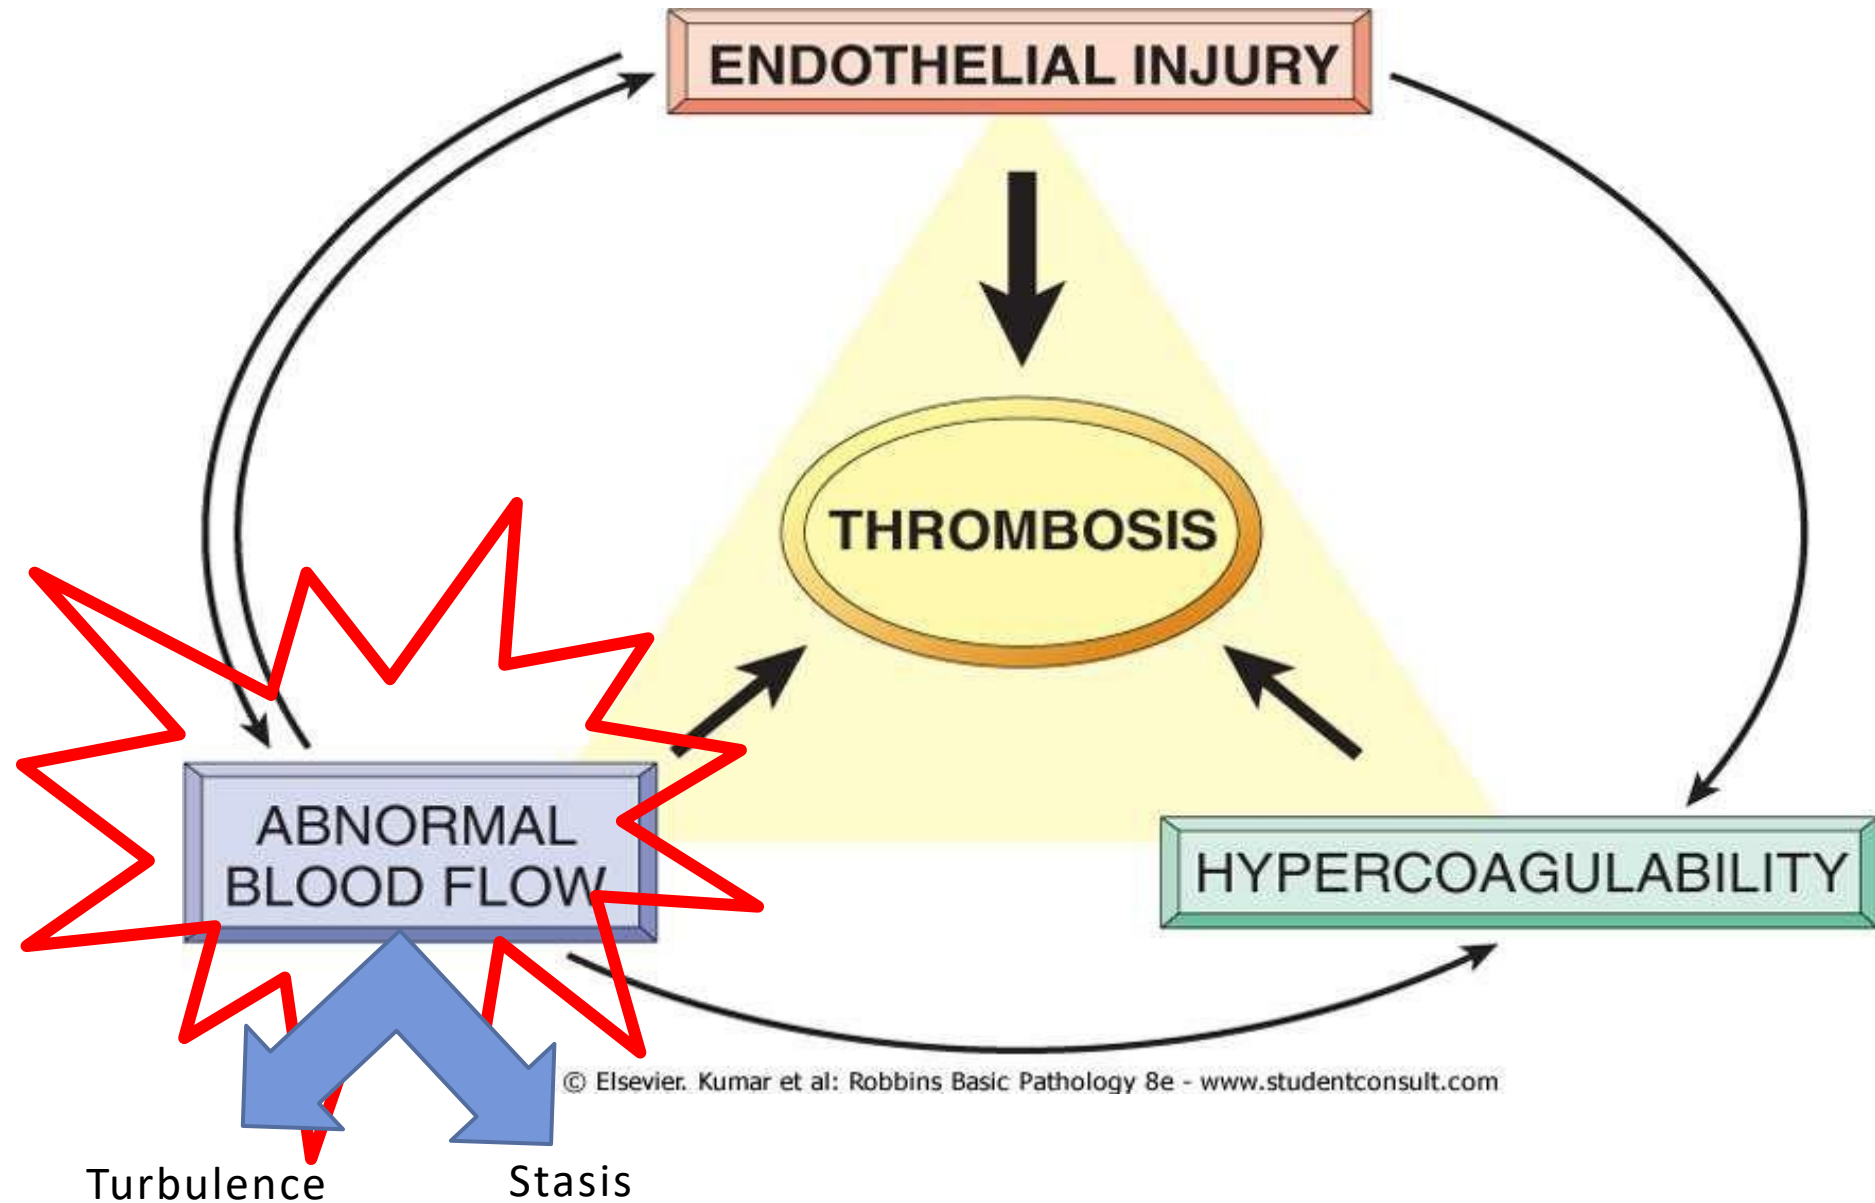 ENDOTHELIAL INJURY
THROMBOSIS
ABNORMAL
BLOOD FLOW
HYPERCOAGULABILITY
© Elsevier. Kumar et al: Robbins Basic Pathology 8e - www.studentconsult.com
Turbulence
Stasis